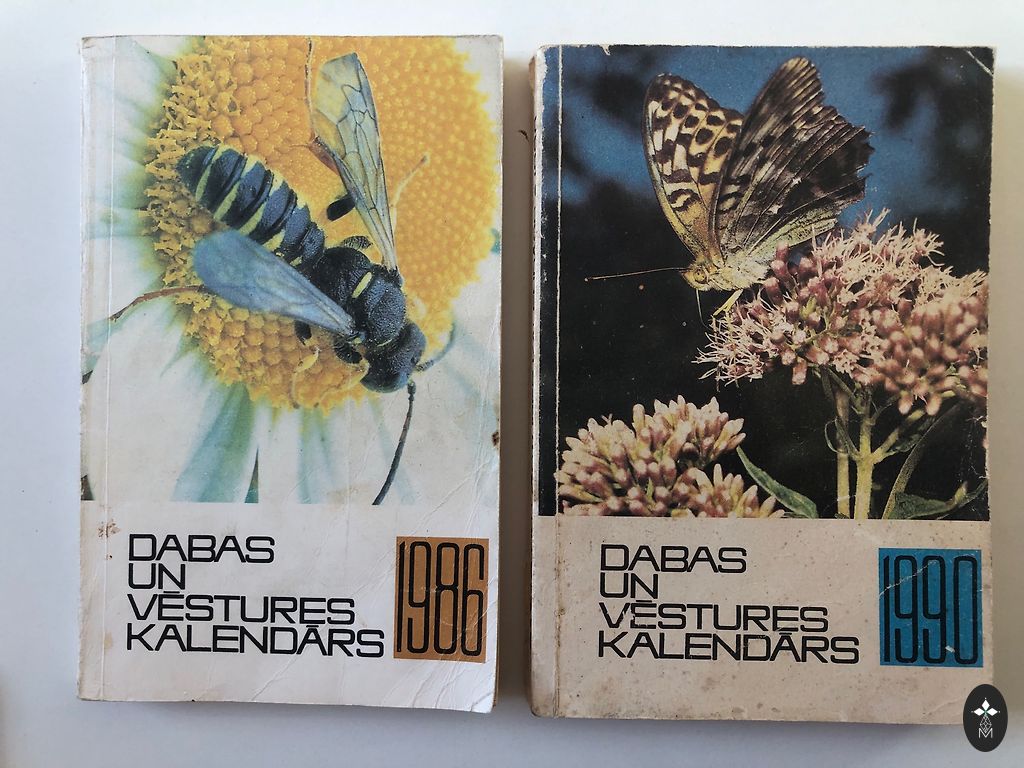 DABAS
UN
VĒSTURES
KALENDĀRS
1986
DABAS
UN
VĒSTURES
KALENDĀRS
1990
M